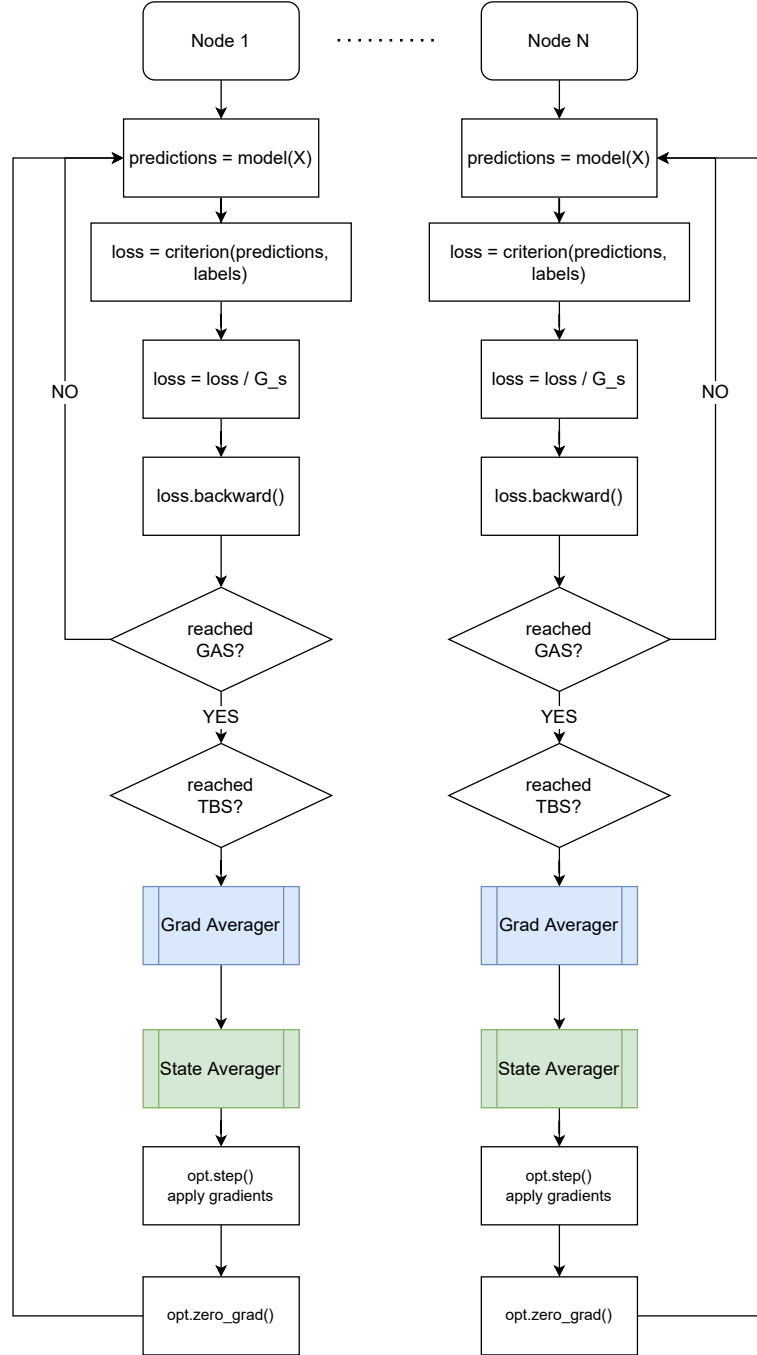 Node 1
predictions = model(X)
loss = criterion(predictions,
labels)
loss = loss / G_s
NO
loss.backward()
reached
GAS?
YES
reached
TBS?
Grad Averager
State Averager
opt.step()
apply gradients
opt.zero_grad()
Node N
predictions = model(X)
loss = criterion(predictions,
labels)
loss = loss / G_s
NO
loss.backward()
reached
GAS?
YES
reached
TBS?
Grad Averager
State Averager
opt.step()
apply gradients
opt.zero_grad()